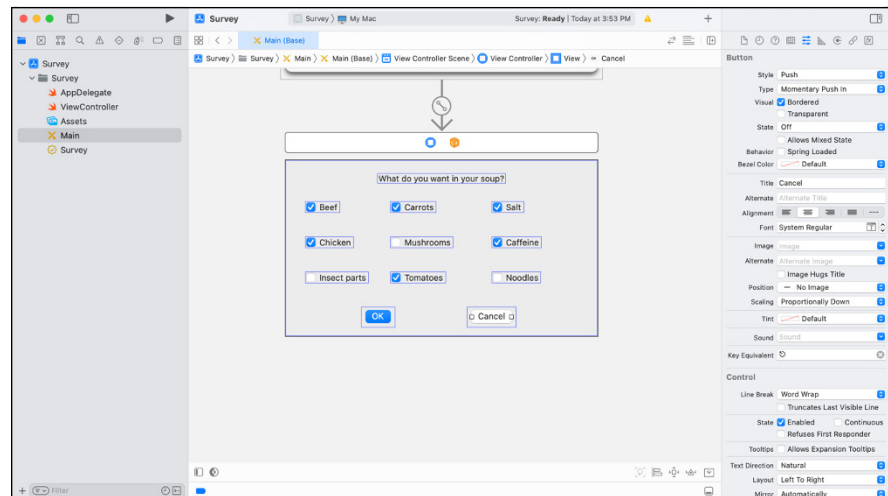 Survey
Survey 〉 My Mac
Survey: Ready | Today at 3:53 PM
Main (Base)
Survey 〉 Survey 〉 Main 〉 Main (Base) 〉 View Controller Scene 〉 View Controller 〉 View 〉 Cancel
Survey
Survey
AppDelegate
ViewController
Assets
Main
Survey
What do you want in your soup?
Beef Carrots Salt
Chicken Mushrooms Caffeine
Insect parts Tomatoes Noodles
OK Cancel
Filter
Button
Style Push
Type Momentary Push In
Visual Bordered
Transparent
State Off
Allows Mixed State
Behavior Spring Loaded
Bezel Color Default
Title Cancel
Alternate Alternate Title
Alignment
Font System Regular
Image Image
Alternate Alternate Image
Image Hugs Title
Position No Image
Scaling Proportionally Down
Tint Default
Sound Sound
Key Equivalent
Control
Line Break Word Wrap
Truncates Last Visible Line
State Enabled Continuous
Refuses First Responder
Tooltips Allows Expansion Tooltips
Text Direction Natural
Layout Left To Right
Mirror Automatically